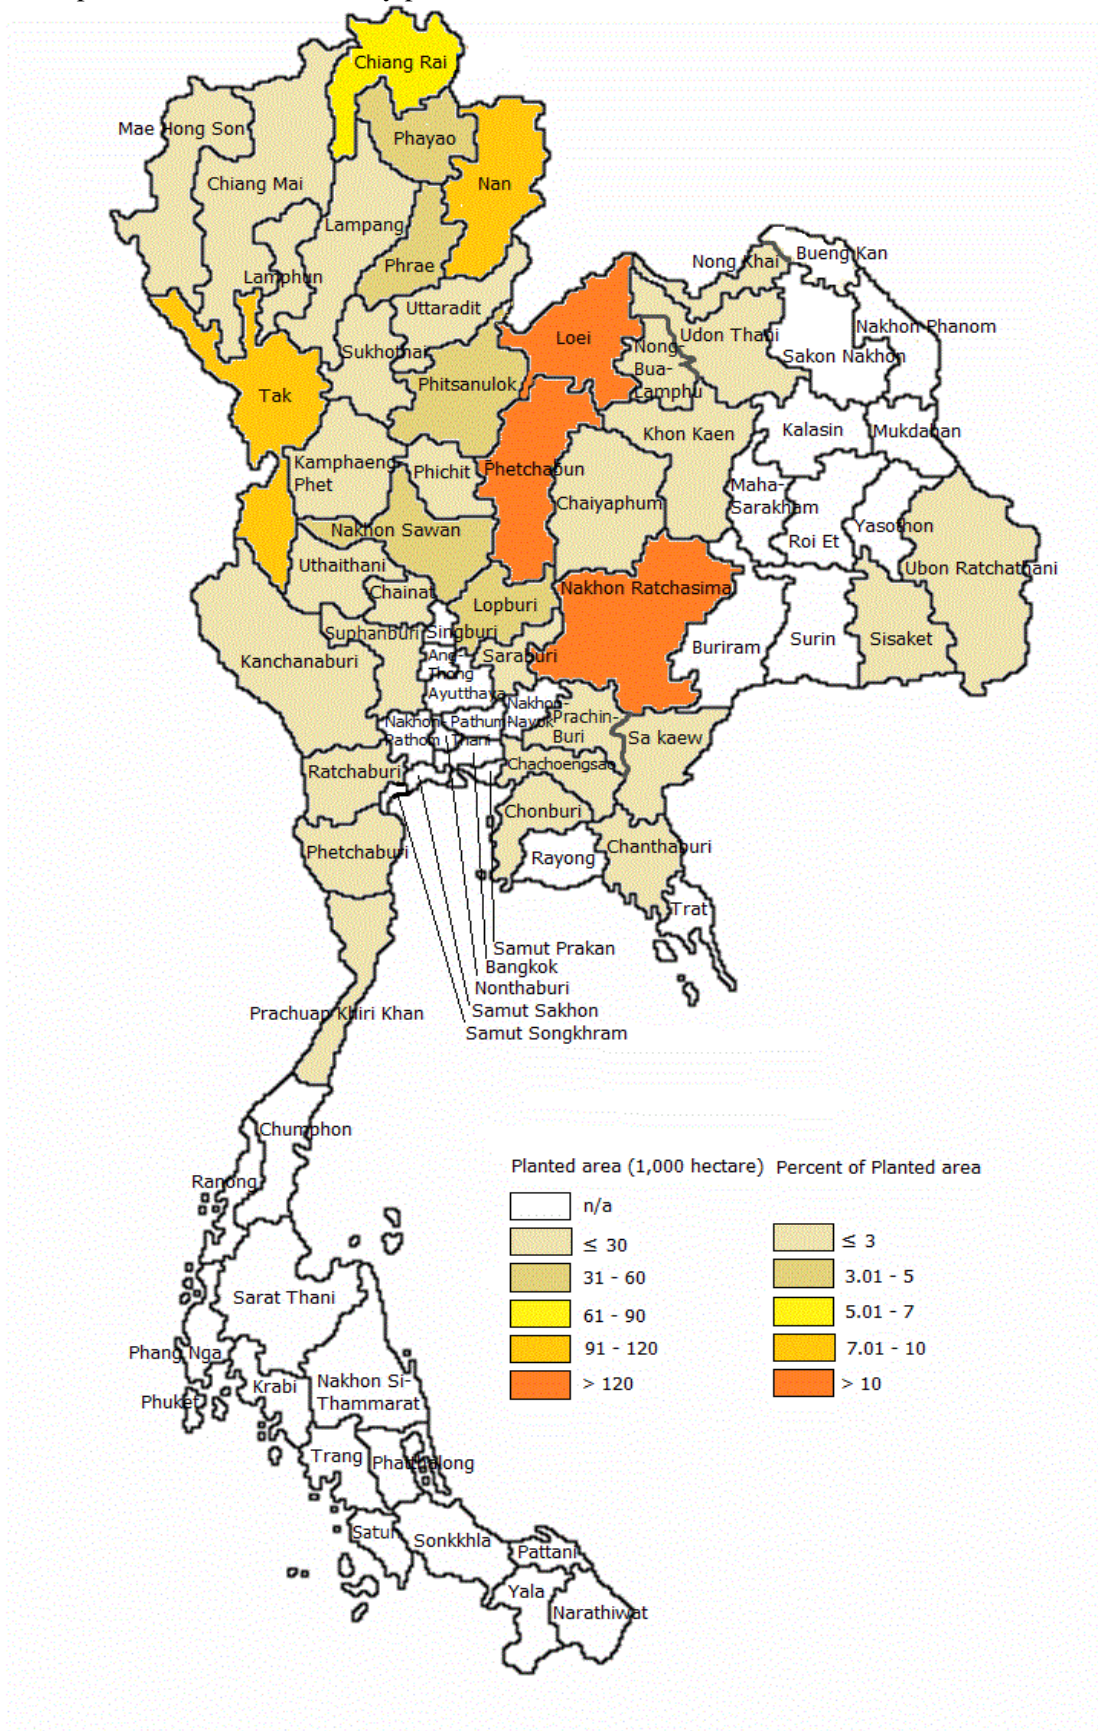 Chiang Rai
Mae Hong Son
Phayao
Chiang Mai
Nan
Lampang
Phrae
Lamphun
Uttaradit
Nong Khai
Bueng Kan
Nakhon Phanom
Sukhothai
Loei
Udon Thani
Nong-
Bua-
Lamphu
Sakon Nakhon
Tak
Phitsanulok
Khon Kaen
Kalasin
Mukdahan
Kamphaeng
Phet
Phichit
Phetchabun
Chaiyaphum
Maha-
Sarakham
Roi Et
Yasothon
Nakhon Sawan
Uthaithani
Ubon Ratchathani
Chainat
Lopburi
Nakhon Ratchasima
Suphanburi
Singburi
Buriram
Surin
Sisaket
Kanchanaburi
Ang-
Thong
Saraburi
Ayutthaya
Nakhon-
Nayok
Nakhon-
Pathom
Pathum-
Thani
Prachin-
Buri
Sa kaew
Ratchaburi
Chachoengsao
Chonburi
Phetchaburi
Rayong
Chanthaburi
Trat
Samut Prakan
Bangkok
Nonthaburi
Samut Sakhon
Samut Songkhram
Prachuap Khiri Khan
Chumphon
Ranong
Sarat Thani
Phang Nga
Phuket
Krabi
Nakhon Si-
Thammarat
Trang
Phatthalong
Satun
Sonkkhla
Pattani
Yala
Narathiwat
Planted area (1,000 hectare) Percent of Planted area
n/a
≤ 30 ≤ 3
31 - 60 3.01 - 5
61 - 90 5.01 - 7
91 - 120 7.01 - 10
> 120 > 10